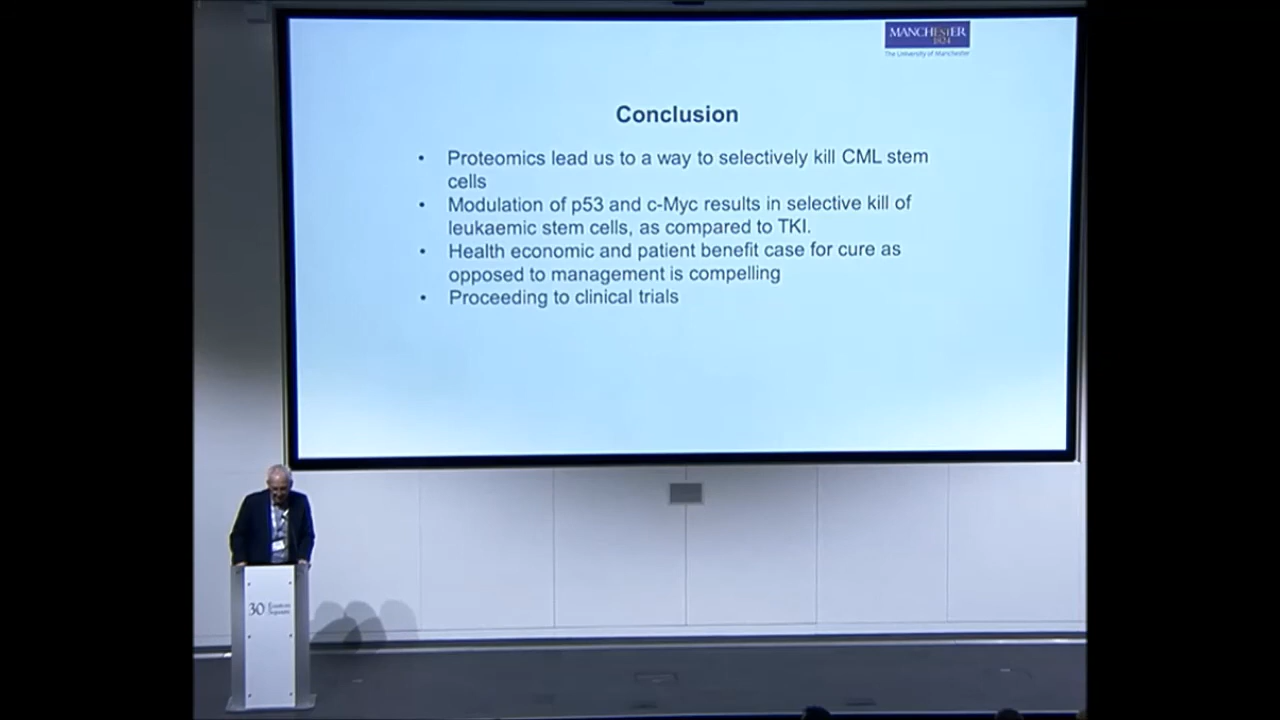 MANCHESTER
1824
The University of Manchester
Conclusion
• Proteomics lead us to a way to selectively kill CML stem
cells
• Modulation of p53 and c-Myc results in selective kill of
leukaemic stem cells, as compared to TKI.
• Health economic and patient benefit case for cure as
opposed to management is compelling
• Proceeding to clinical trials
30